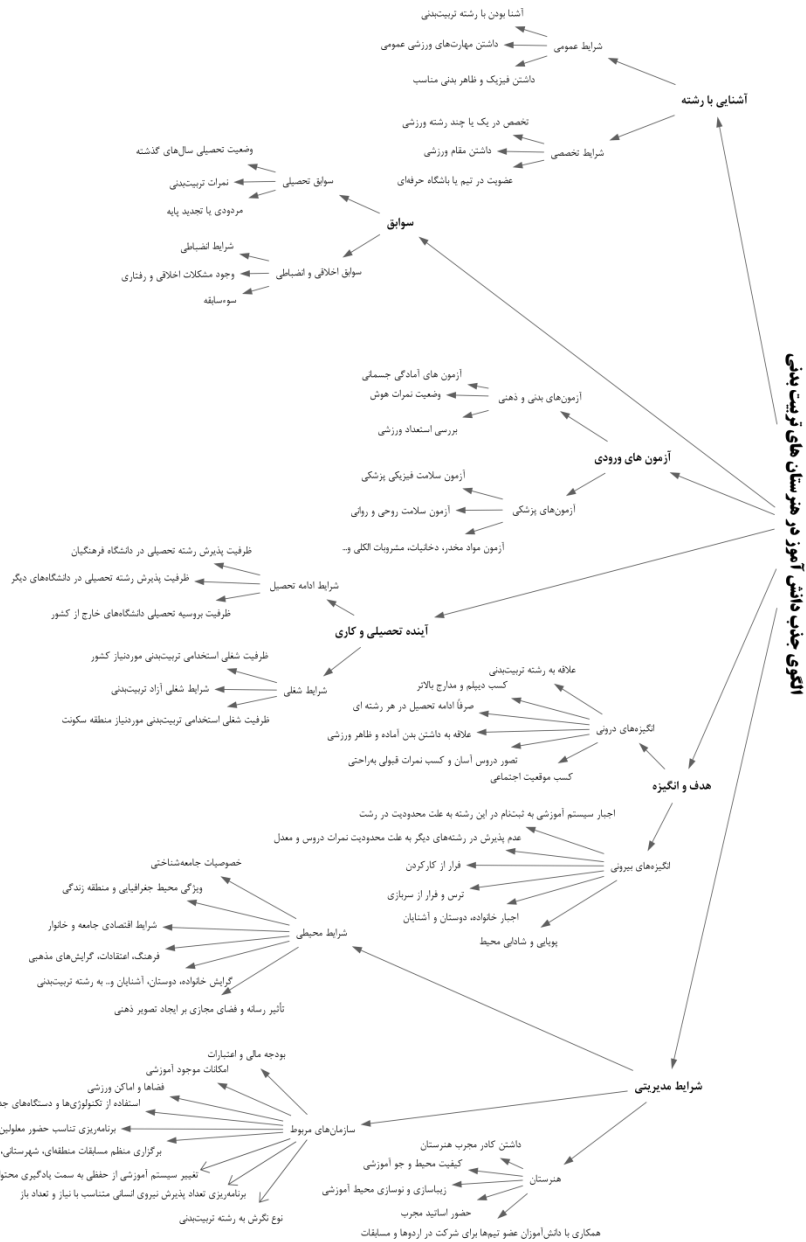 الگوی جذب دانش آموز در هنرستان های تربیت بدنی
آشنایی با رشته
شرایط عمومی
آشنا بودن با رشته تربیت‌بدنی
داشتن مهارت‌های ورزشی عمومی
داشتن فیزیک و ظاهر بدنی مناسب
شرایط تخصصی
تخصص در یک یا چند رشته ورزشی
داشتن مقام ورزشی
عضویت در تیم یا باشگاه حرفه‌ای
سوابق
سوابق تحصیلی
وضعیت تحصیلی سال‌های گذشته
نمرات تربیت‌بدنی
مردودی یا تجدید پایه
سوابق اخلاقی و انضباطی
شرایط انضباطی
وجود مشکلات اخلاقی و رفتاری
سوءسابقه
آزمون های ورودی
آزمون‌های بدنی و ذهنی
آزمون های آمادگی جسمانی
وضعیت نمرات هوش
بررسی استعداد ورزشی
آزمون‌های پزشکی
آزمون سلامت فیزیکی پزشکی
آزمون سلامت روحی و روانی
آزمون مواد مخدر، دخانیات، مشروبات الکلی و..
آینده تحصیلی و کاری
شرایط ادامه تحصیل
ظرفیت پذیرش رشته تحصیلی در دانشگاه فرهنگیان
ظرفیت پذیرش رشته تحصیلی در دانشگاه‌های دیگر
ظرفیت بروسیه تحصیلی دانشگاه‌های خارج از کشور
شرایط شغلی
ظرفیت شغلی استخدامی تربیت‌بدنی موردنیاز کشور
شرایط شغلی آزاد تربیت‌بدنی
ظرفیت شغلی استخدامی تربیت‌بدنی موردنیاز منطقه سکونت
هدف و انگیزه
انگیزه‌های درونی
علاقه به رشته تربیت‌بدنی
کسب دیپلم و مدارج بالاتر
صرفاً ادامه تحصیل در هر رشته ای
علاقه به داشتن بدن آماده و ظاهر ورزشی
تصور دروس آسان و کسب نمرات قبولی به‌راحتی
کسب موقعیت اجتماعی
انگیزه‌های بیرونی
اجبار سیستم آموزشی به ثبت‌نام در این رشته به علت محدودیت در رشت
عدم پذیرش در رشته‌های دیگر به علت محدودیت نمرات دروس و معدل
فرار از کارکردن
ترس و فرار از سربازی
اجبار خانواده، دوستان و آشنایان
پویایی و شادابی محیط
شرایط مدیریتی
شرایط محیطی
خصوصیات جامعه‌شناختی
ویژگی محیط جغرافیایی و منطقه زندگی
شرایط اقتصادی جامعه و خانوار
فرهنگ، اعتقادات، گرایش‌های مذهبی
گرایش خانواده، دوستان، آشنایان و.. به رشته تربیت‌بدنی
تأثیر رسانه و فضای مجازی بر ایجاد تصویر ذهنی
سازمان‌های مربوط
بودجه مالی و اعتبارات
امکانات موجود آموزشی
فضاها و اماکن ورزشی
استفاده از تکنولوژی‌ها و دستگاه‌های جد
برنامه‌ریزی تناسب حضور معلولین
برگزاری منظم مسابقات منطقه‌ای، شهرستانی،
تغییر سیستم آموزشی از حفظی به سمت یادگیری محتوا
برنامه‌ریزی تعداد پذیرش نیروی انسانی متناسب با نیاز و تعداد باز
نوع نگرش به رشته تربیت‌بدنی
هنرستان
داشتن کادر مجرب هنرستان
کیفیت محیط و جو آموزشی
زیباسازی و نوسازی محیط آموزشی
حضور اساتید مجرب
همکاری با دانش‌آموزان عضو تیم‌ها برای شرکت در اردوها و مسابقات